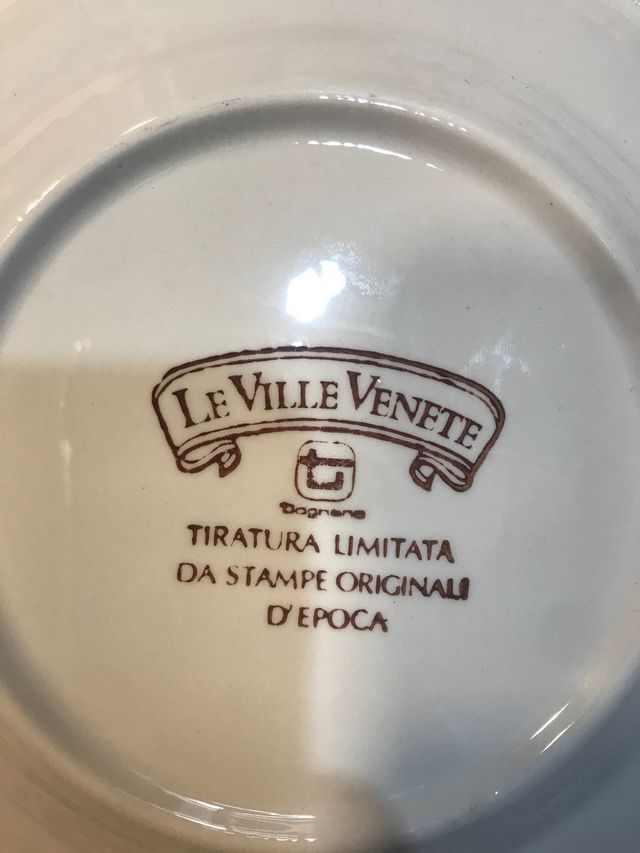 LE VILLE VENETE
Tognana
TIRATURA LIMITATA
DA STAMPE ORIGINALI
D'EPOCA